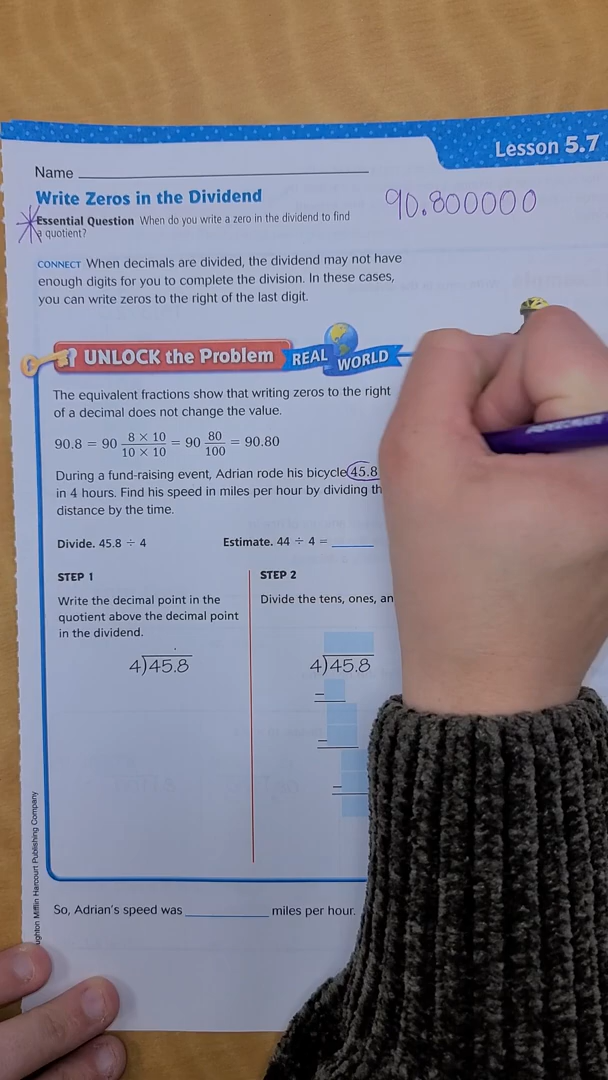 Lesson 5.7
Name
Write Zeros in the Dividend
90.800000
Essential Question When do you write a zero in the dividend to find
a quotient?
CONNECT When decimals are divided, the dividend may not have
enough digits for you to complete the division. In these cases,
you can write zeros to the right of the last digit.
UNLOCK the Problem REAL WORLD
The equivalent fractions show that writing zeros to the right
of a decimal does not change the value.
90.8 = 90 8 × 10 / 10 × 10 = 90 80 / 100 = 90.80
During a fund-raising event, Adrian rode his bicycle 45.8
in 4 hours. Find his speed in miles per hour by dividing
distance by the time.
Divide. 45.8 ÷ 4
Estimate. 44 ÷ 4 =
STEP 1
Write the decimal point in the
quotient above the decimal point
in the dividend.
4)45.8
STEP 2
Divide the tens, ones,
4)45.8
So, Adrian's speed was ________ miles per hour.
Mifflin Harcourt Publishing Company